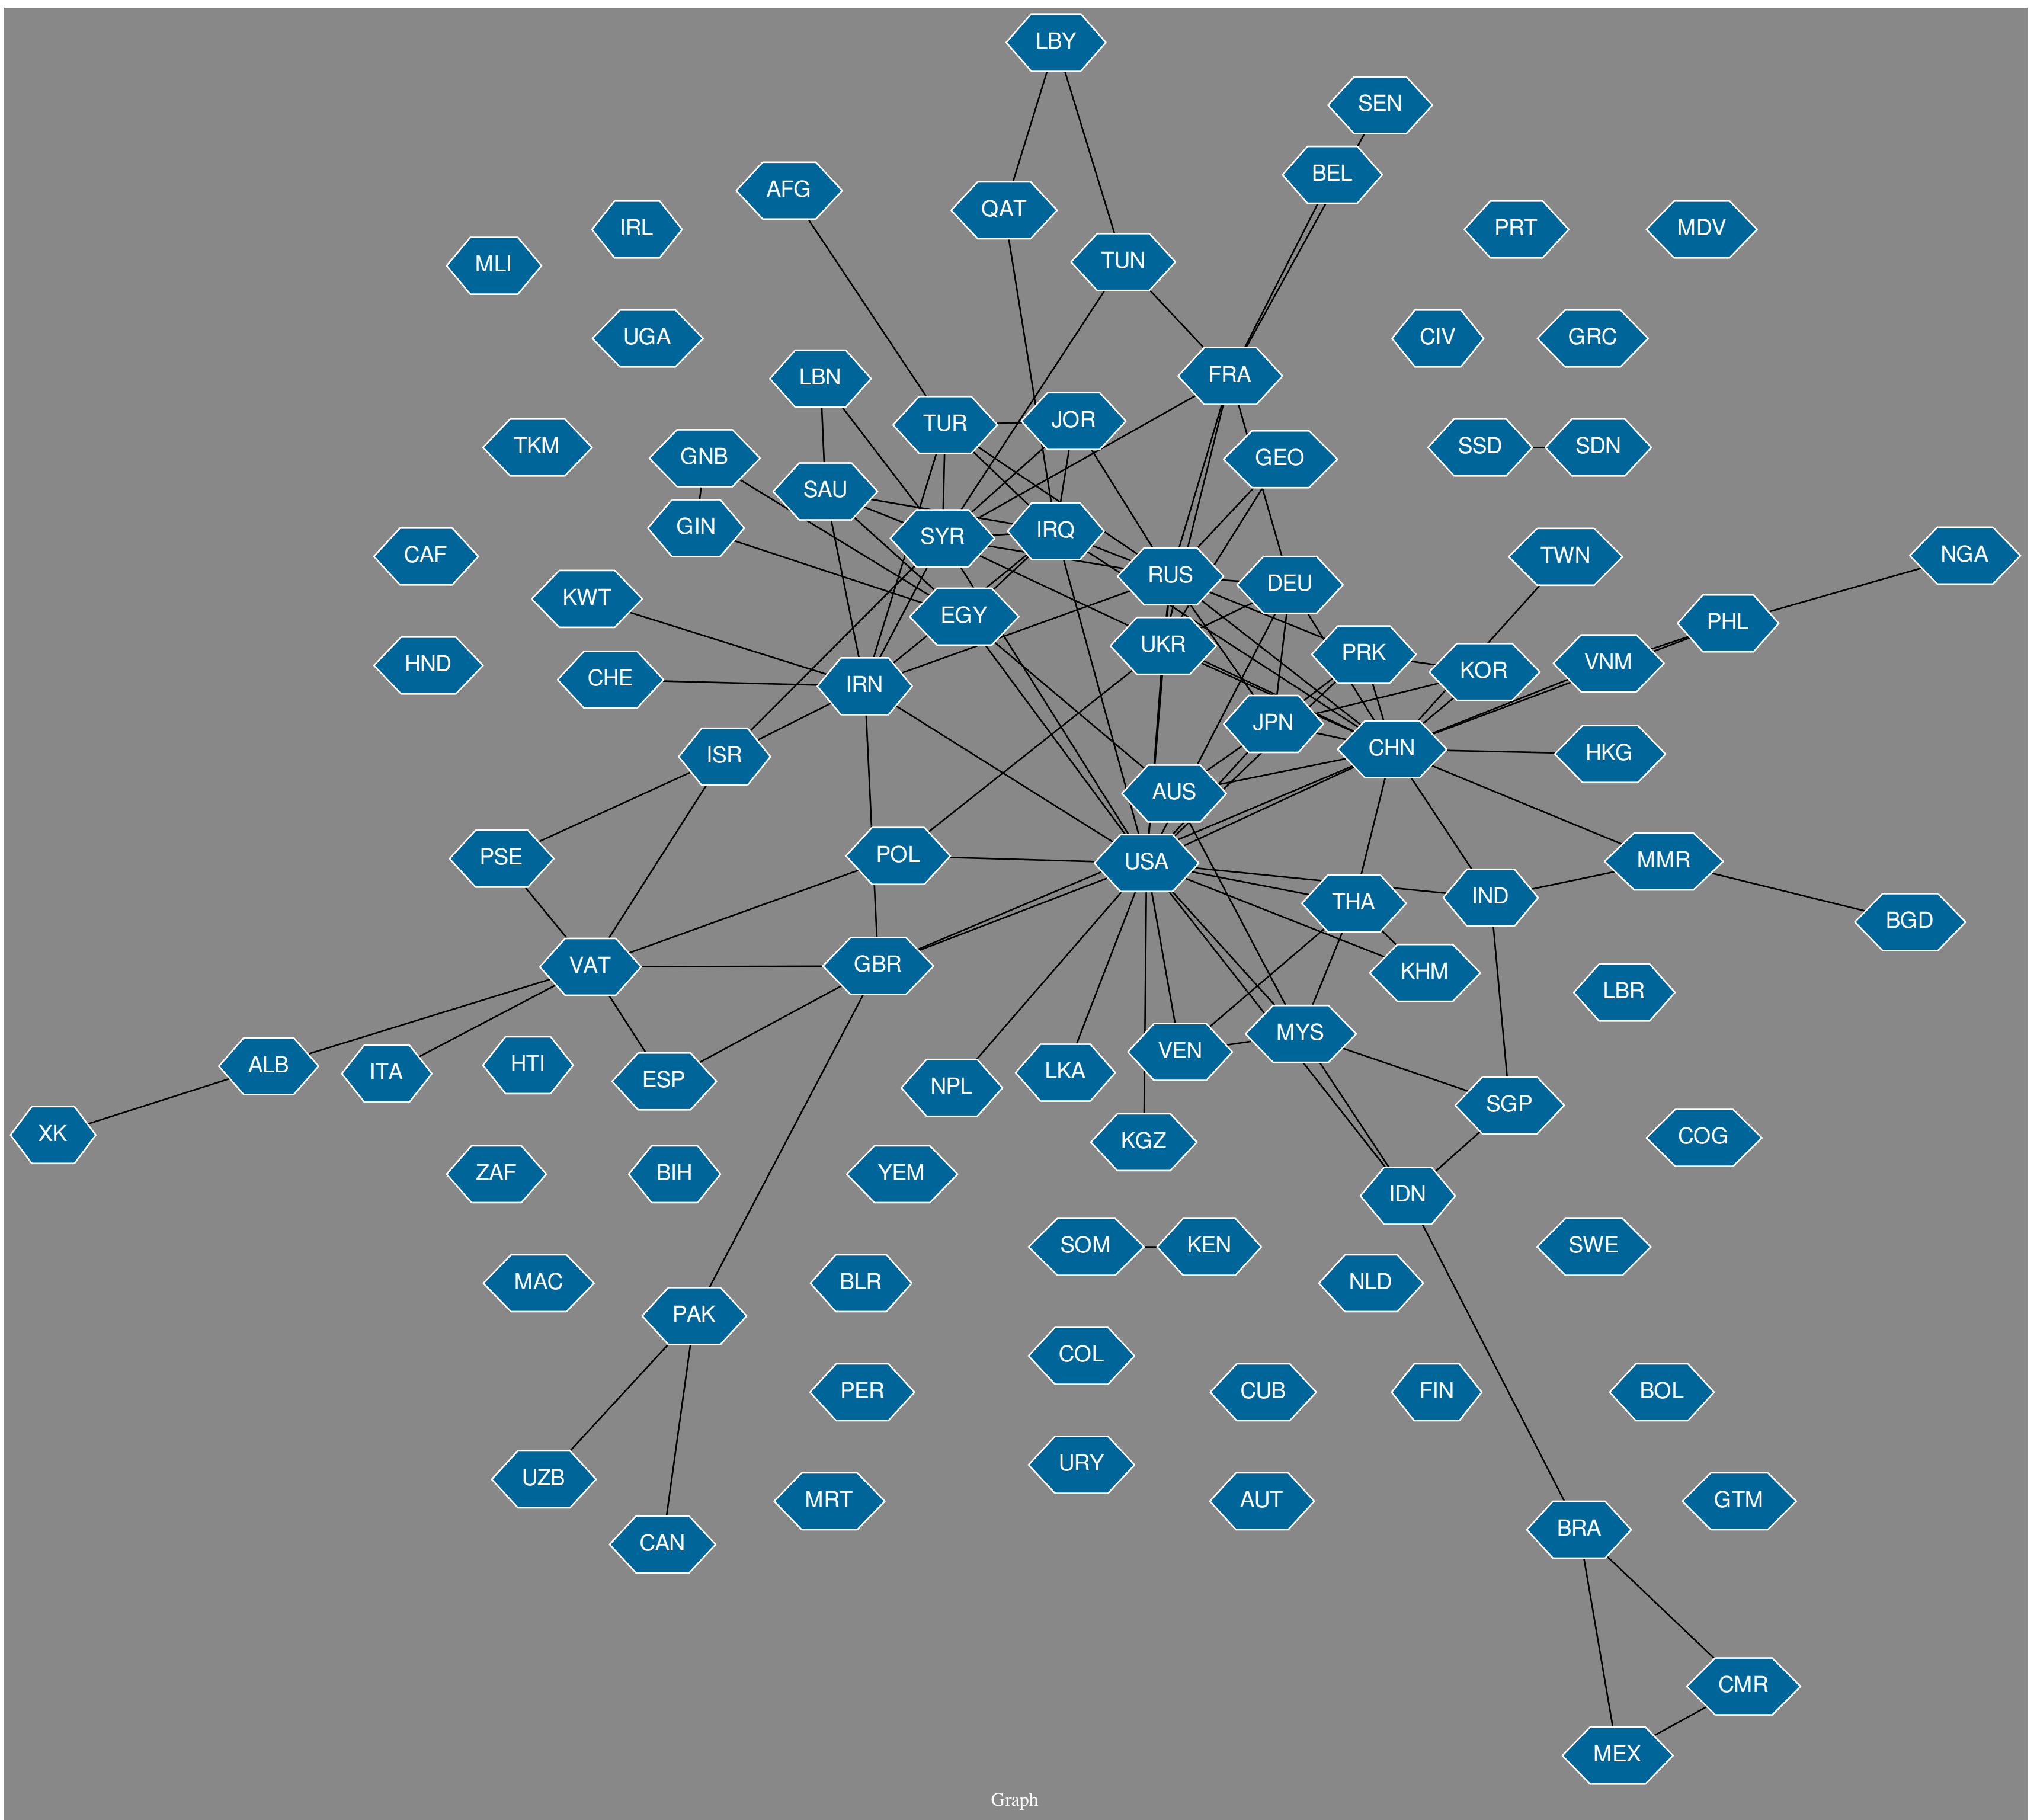 LBY
SEN
BEL
AFG
QAT
IRL
PRT
MDV
TUN
MLI
UGA
CIV
GRC
FRA
LBN
JOR
TUR
TKM
SSD
SDN
GNB
GEO
SAU
GIN
IRQ
SYR
CAF
TWN
NGA
RUS
DEU
KWT
EGY
PHL
UKR
PRK
VNM
HND
KOR
CHE
IRN
JPN
CHN
HKG
ISR
AUS
POL
PSE
USA
MMR
IND
THA
BGD
VAT
GBR
KHM
LBR
MYS
VEN
HTI
ALB
ITA
LKA
ESP
NPL
SGP
XK
COG
KGZ
ZAF
BIH
YEM
IDN
SOM
KEN
SWE
MAC
BLR
NLD
PAK
COL
PER
CUB
FIN
BOL
URY
UZB
MRT
AUT
GTM
BRA
CAN
CMR
MEX
Graph